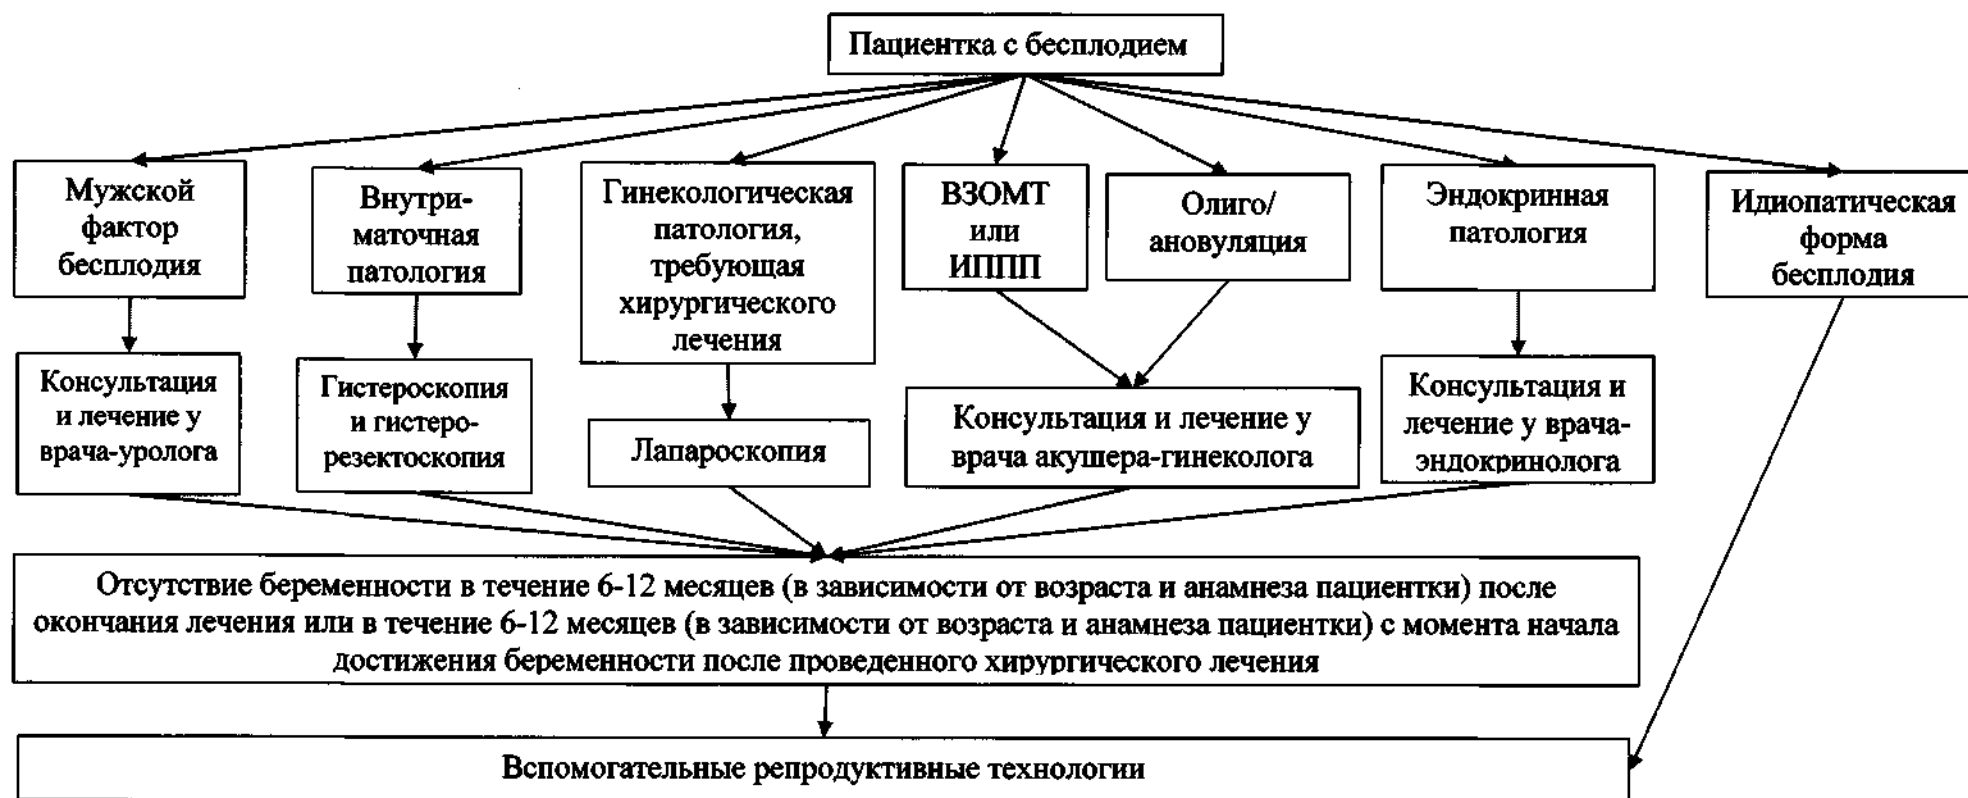 Пациентка с бесплодием
Мужской
фактор
бесплодия
Внутри-
маточная
патология
Гинекологическая
патология,
требующая
хирургического
лечения
ВЗОМТ
или
ИППП
Олиго/
ановуляция
Эндокринная
патология
Идиопатическая
форма
бесплодия
Консультация
и лечение у
врача-уролога
Гистероскопия
и гистеро-
резектоскопия
Лапароскопия
Консультация и лечение у
врача акушера-гинеколога
Консультация и
лечение у врача-
эндокринолога
Отсутствие беременности в течение 6-12 месяцев (в зависимости от возраста и анамнеза пациентки) после
окончания лечения или в течение 6-12 месяцев (в зависимости от возраста и анамнеза пациентки) с момента начала
достижения беременности после проведенного хирургического лечения
Вспомогательные репродуктивные технологии